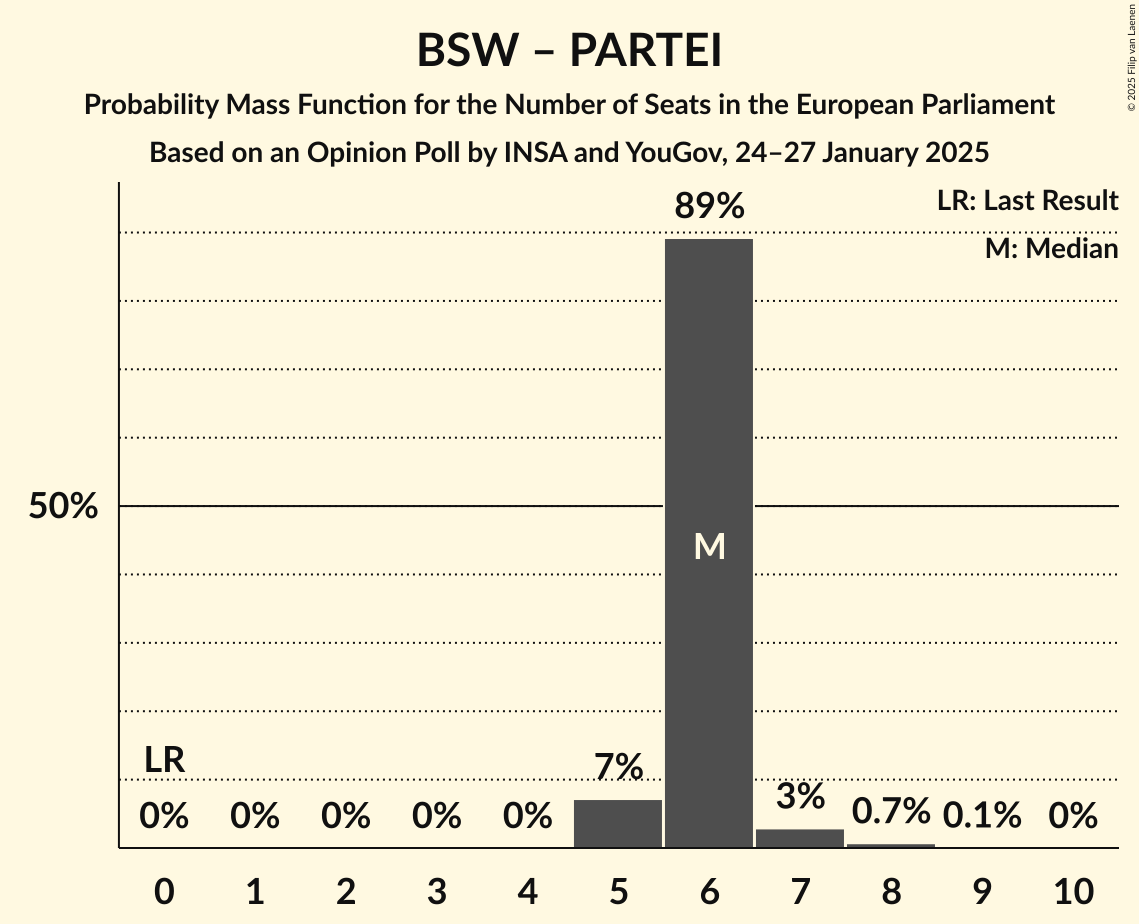 BSW – PARTEI
Probability Mass Function for the Number of Seats in the European Parliament
Based on an Opinion Poll by INSA and YouGov, 24–27 January 2025
© 2025 Filip van Laenen
LR: Last Result
M: Median
89%
50%
M
LR
0% 0% 0% 0% 0% 7% 3% 0.7% 0.1% 0%
0 1 2 3 4 5 6 7 8 9 10